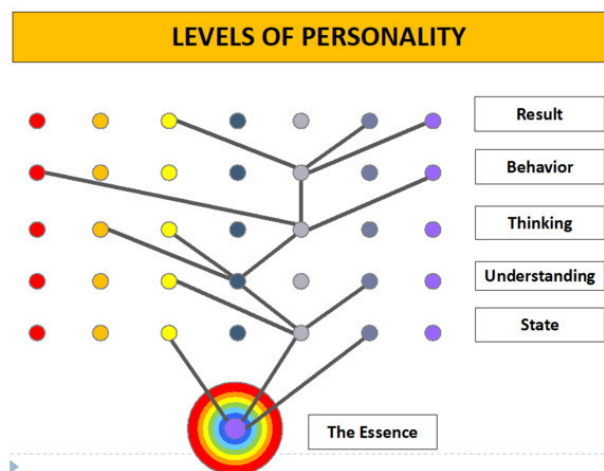 LEVELS OF PERSONALITY
Result
Behavior
Thinking
Understanding
State
The Essence